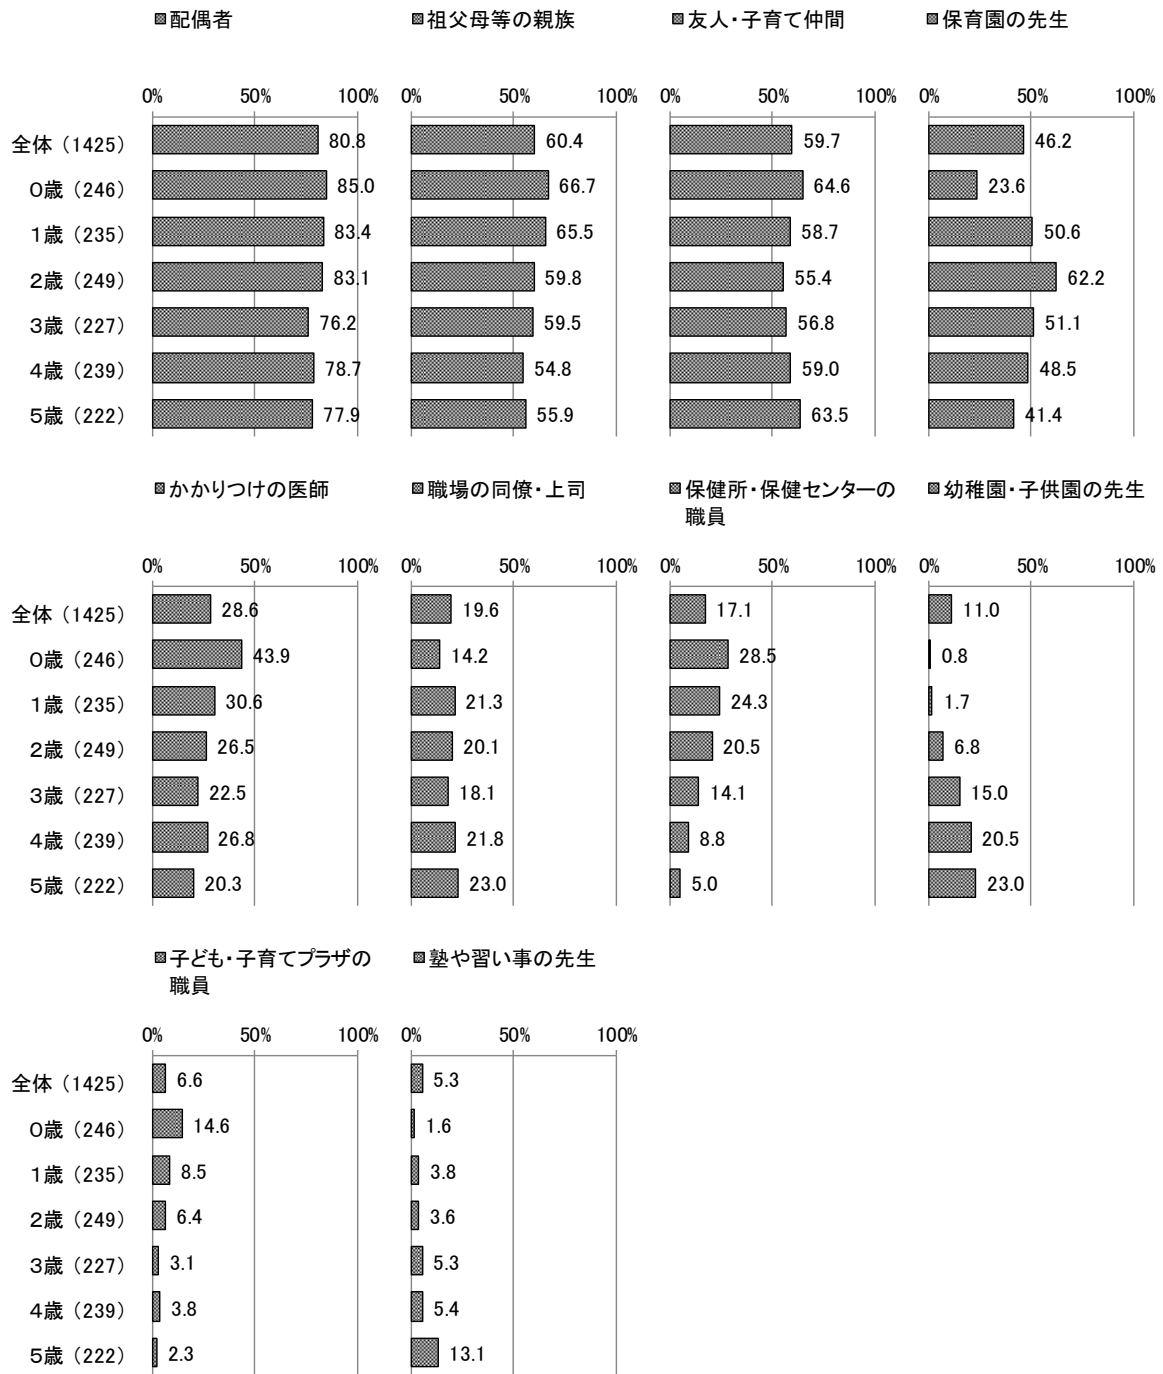 配偶者 祖父母等の親族 友人・子育て仲間 保育園の先生
0% 50% 100% 0% 50% 100% 0% 50% 100% 0% 50% 100%
全体（1425） 80.8 60.4 59.7 46.2
0歳（246） 85.0 66.7 64.6 23.6
1歳（235） 83.4 65.5 58.7 50.6
2歳（249） 83.1 59.8 55.4 62.2
3歳（227） 76.2 59.5 56.8 51.1
4歳（239） 78.7 54.8 59.0 48.5
5歳（222） 77.9 55.9 63.5 41.4
かかりつけの医師 職場の同僚・上司 保健所・保健センターの 幼稚園・子供園の先生
職員
0% 50% 100% 0% 50% 100% 0% 50% 100% 0% 50% 100%
全体（1425） 28.6 19.6 17.1 11.0
0歳（246） 43.9 14.2 28.5 0.8
1歳（235） 30.6 21.3 24.3 1.7
2歳（249） 26.5 20.1 20.5 6.8
3歳（227） 22.5 18.1 14.1 15.0
4歳（239） 26.8 21.8 8.8 20.5
5歳（222） 20.3 23.0 5.0 23.0
子ども・子育てプラザの 塾や習い事の先生
職員
0% 50% 100% 0% 50% 100%
全体（1425） 6.6 5.3
0歳（246） 14.6 1.6
1歳（235） 8.5 3.8
2歳（249） 6.4 3.6
3歳（227） 3.1 5.3
4歳（239） 3.8 5.4
5歳（222） 2.3 13.1